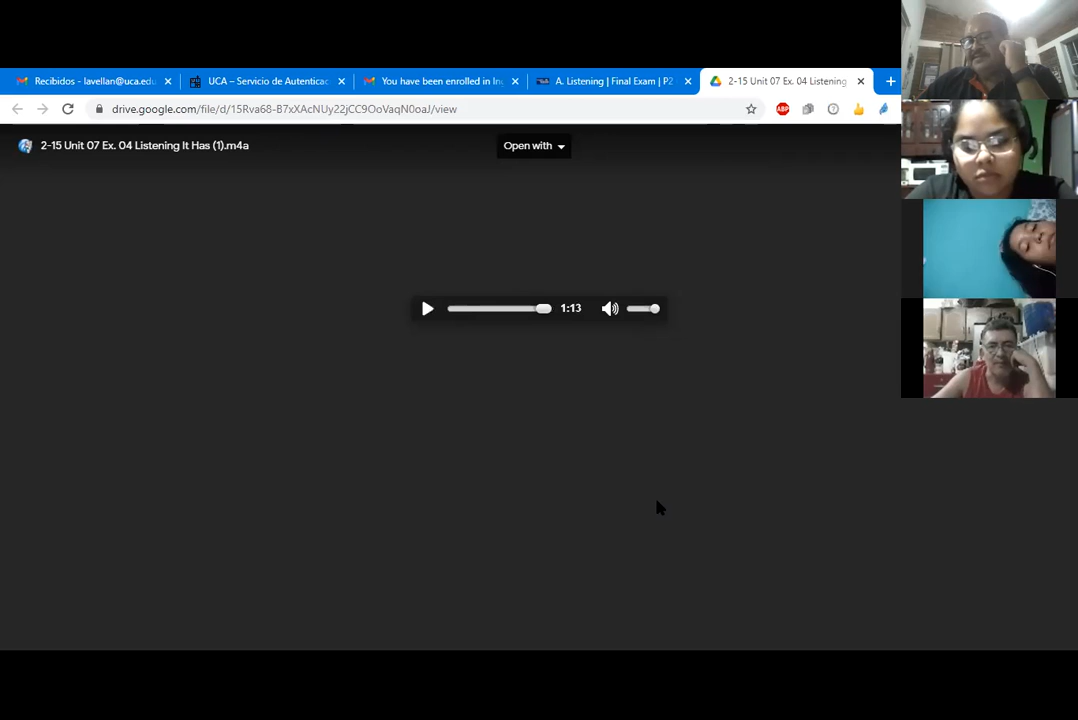 Recibidos - lavellan@uca.edu
UCA – Servicio de Autenticac
You have been enrolled in In
A. Listening | Final Exam | P2
2-15 Unit 07 Ex. 04 Listening
drive.google.com/file/d/15Rva68-B7xXAcNUy22jCC9OoVaqN0oaJ/view
ABP
2-15 Unit 07 Ex. 04 Listening It Has (1).m4a
Open with
1:13